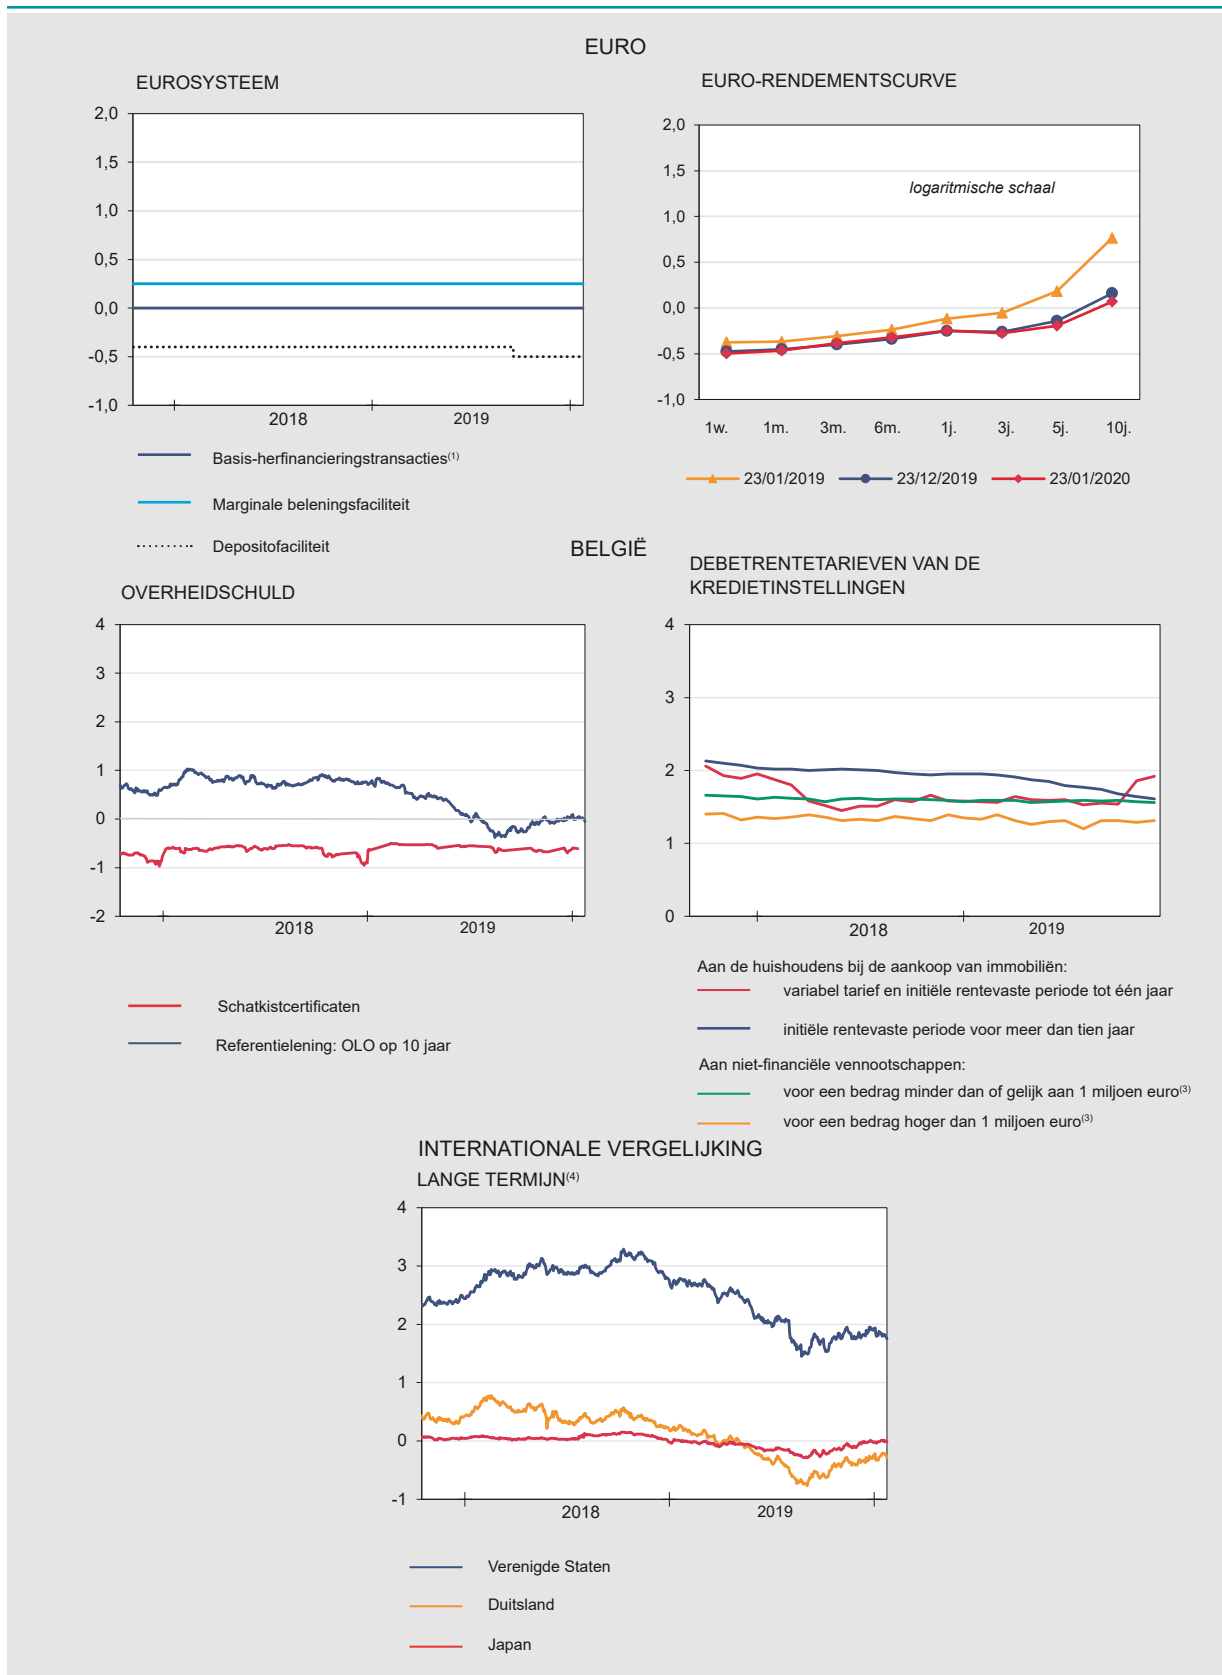 EURO
EUROSYSTEEM
2,0
1,5
1,0
0,5
0,0
-0,5
-1,0
2018
2019
Basis-herfinancieringstransacties(1)
Marginale beleningsfaciliteit
Depositofaciliteit
EURO-RENDEMENTSCURVE
2,0
1,5
1,0
0,5
0,0
-0,5
-1,0
logaritmische schaal
1w. 1m. 3m. 6m. 1j. 3j. 5j. 10j.
23/01/2019 23/12/2019 23/01/2020
BELGIË
OVERHEIDSCHULD
4
3
2
1
0
-1
-2
2018
2019
Schatkistcertificaten
Referentielening: OLO op 10 jaar
DEBETRENTETARIEVEN VAN DE
KREDIETINSTELLINGEN
4
3
2
1
0
2018
2019
Aan de huishoudens bij de aankoop van immobiliën:
variabel tarief en initiële rentevaste periode tot één jaar
initiële rentevaste periode voor meer dan tien jaar
Aan niet-financiële vennootschappen:
voor een bedrag minder dan of gelijk aan 1 miljoen euro(3)
voor een bedrag hoger dan 1 miljoen euro(3)
INTERNATIONALE VERGELIJKING
LANGE TERMIJN(4)
4
3
2
1
0
-1
2018
2019
Verenigde Staten
Duitsland
Japan